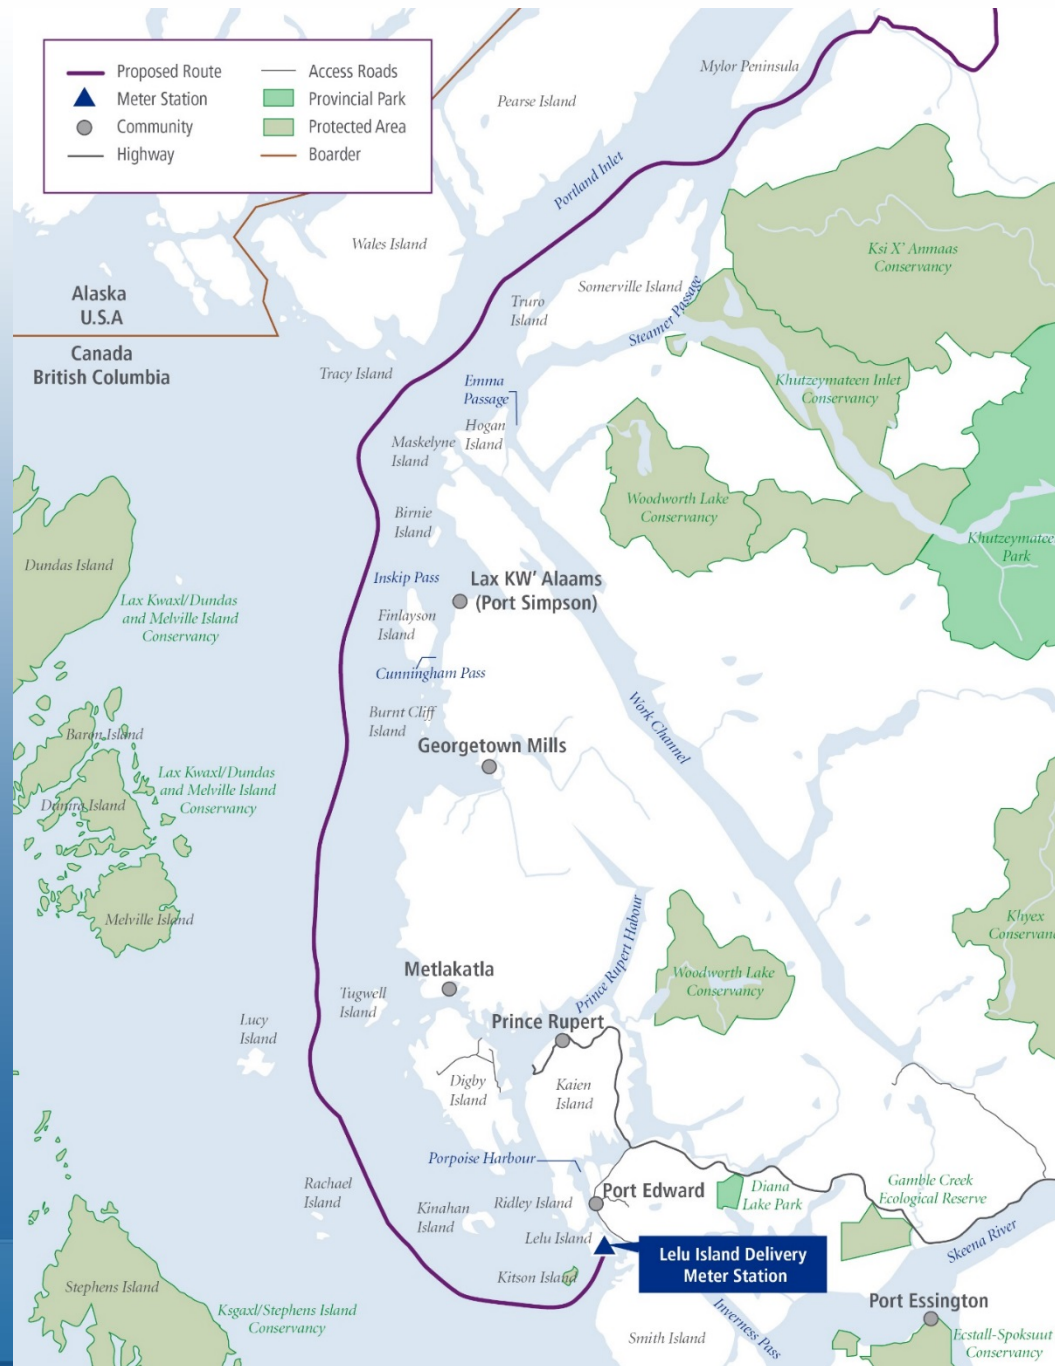 Proposed Route
Meter Station
Community
Highway
Access Roads
Provincial Park
Protected Area
Boarder
Mylor Peninsula
Pearse Island
Portland Inlet
Wales Island
Ksi X' Anmaas
Conservancy
Alaska
U.S.A
Canada
British Columbia
Somerville Island
Truro
Island
Steamer Passage
Tracy Island
Emma
Passage
Khutzeymateen Inlet
Conservancy
Hogan
Island
Maskelyne
Island
Woodworth Lake
Conservancy
Birnie
Island
Khutzeymatee
Park
Dundas Island
Inskip Pass
Lax KW' Alaams
(Port Simpson)
Lax Kwaxl/Dundas
and Melville Island
Conservancy
Finlayson
Island
Cunningham Pass
Work Channel
Burnt Cliff
Island
Baron Island
Georgetown Mills
Lax Kwaxl/Dundas
and Melville Island
Conservancy
Dunira Island
Melville Island
Khyex
Conservan
Prince Rupert Habour
Metlakatla
Woodworth Lake
Conservancy
Tugwell
Island
Lucy
Island
Prince Rupert
Digby
Island
Kaien
Island
Porpoise Harbour
Rachael
Island
Kinahan
Island
Ridley Island
Port Edward
Diana
Lake Park
Gamble Creek
Ecological Reserve
Lelu Island
Lelu Island Delivery
Meter Station
Skeena River
Kitson Island
Stephens Island
Ksgaxl/Stephens Island
Conservancy
Inverness Pass
Smith Island
Port Essington
Ecstall-Spoksuut
Conservancy